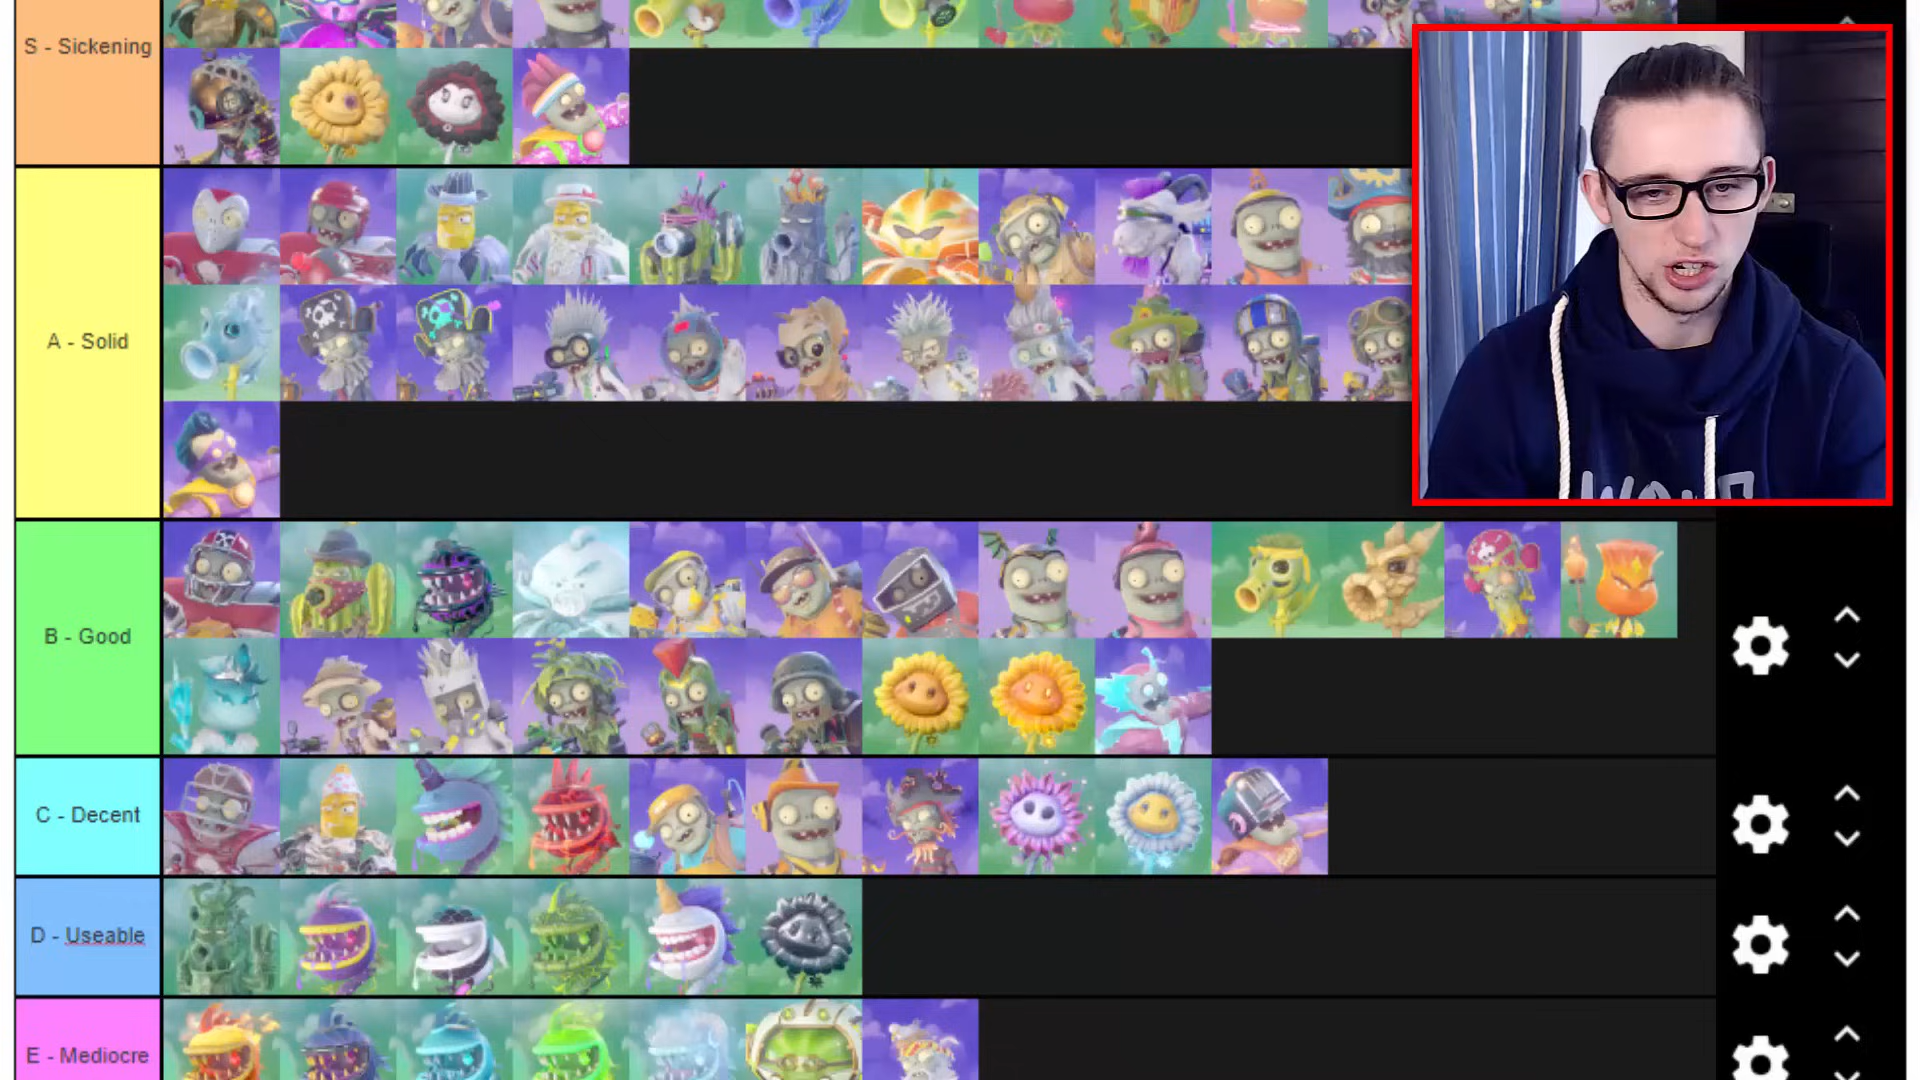 S - Sickening
A - Solid
B - Good
C - Decent
D - Useable
E - Mediocre